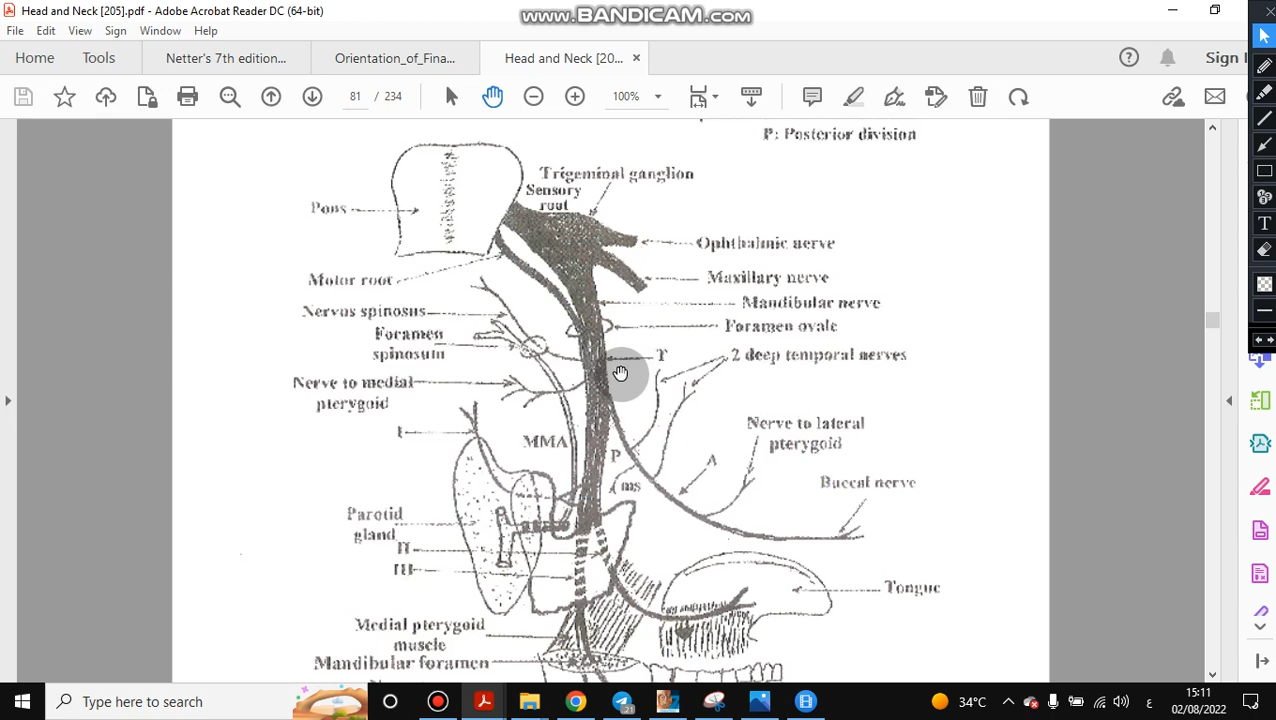 Head and Neck [205].pdf - Adobe Acrobat Reader DC (64-bit)
www.BANDICAM.com
File Edit View Sign Window Help
Home Tools Netter's 7th edition... Orientation_of_Fina... Head and Neck [20... ×
Sign I
81 / 234 100%
P: Posterior division
Trigeminal ganglion
Sensory
root
Pons
Ophthalmic nerve
Motor root
Maxillary nerve
Mandibular nerve
Nervus spinosus
Foramen ovale
Foramen
spinosum
T
2 deep temporal nerves
Nerve to medial
pterygoid
Nerve to lateral
pterygoid
I
MMA
P
A
ms
Buccal nerve
Parotid
gland
II
III
Tongue
Medial pterygoid
muscle
Mandibular foramen
Type here to search
21
34°C
ع
15:11
02/08/2022